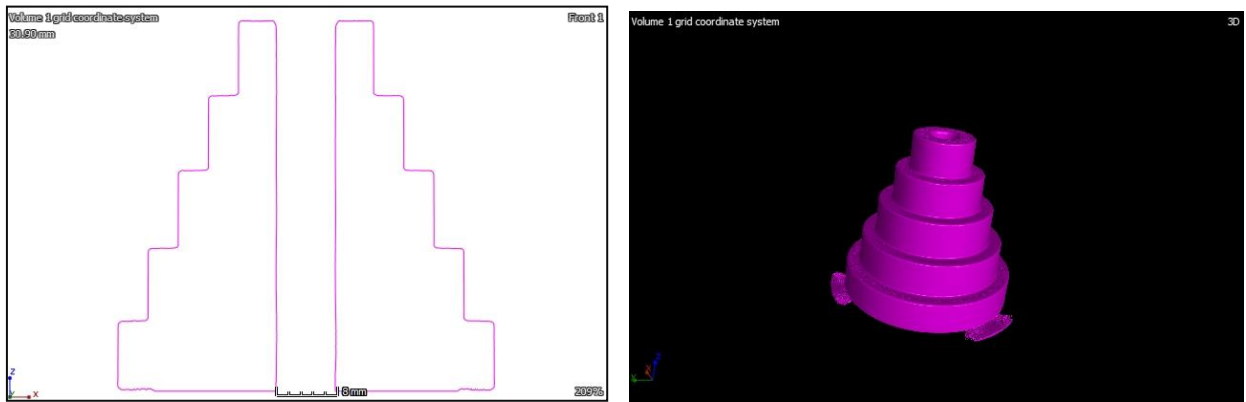 Volume 1 grid coordinate system
Front 1
30.90 mm
z
x
8 mm
209%
Volume 1 grid coordinate system
3D
z